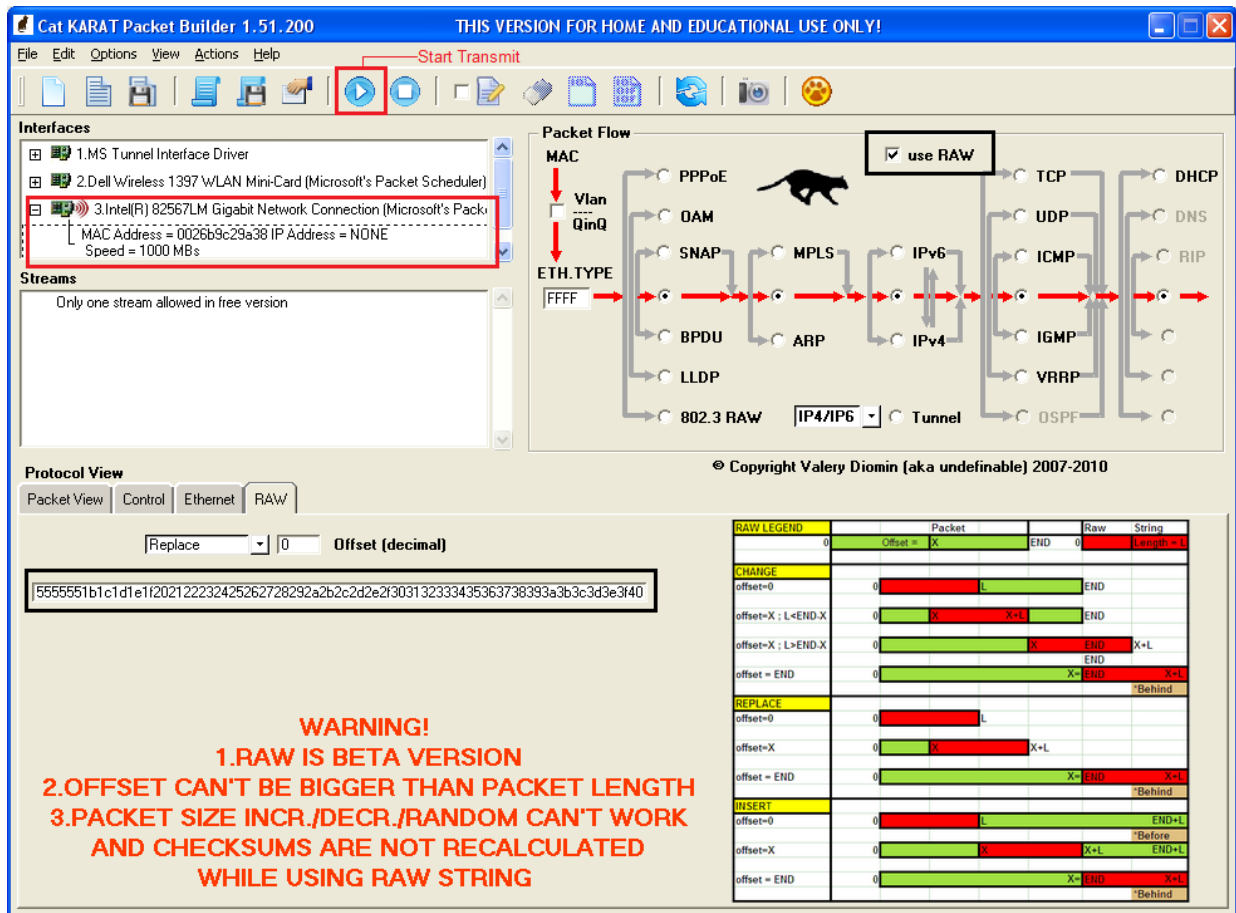 Cat KARAT Packet Builder 1.51.200 THIS VERSION FOR HOME AND EDUCATIONAL USE ONLY!
File Edit Options View Actions Help
Start Transmit
Interfaces
1.MS Tunnel Interface Driver
2.Dell Wireless 1397 WLAN Mini-Card (Microsoft's Packet Scheduler)
3.Intel(R) 82567LM Gigabit Network Connection (Microsoft's Pack
MAC Address = 0026b9c29a38 IP Address = NONE
Speed = 1000 MBs
Streams
Only one stream allowed in free version
Packet Flow
use RAW
MAC
Vlan
----
QinQ
ETH.TYPE
FFFF
PPPoE
OAM
SNAP
BPDU
LLDP
802.3 RAW
MPLS
ARP
IP4/IP6
IPv6
IPv4
Tunnel
TCP
UDP
ICMP
IGMP
VRRP
OSPF
DHCP
DNS
RIP
© Copyright Valery Diomin (aka undefinable) 2007-2010
Protocol View
Packet View Control Ethernet RAW
Replace 0 Offset (decimal)
5555551b1c1d1e1f202122232425262728292a2b2c2d2e2f303132333435363738393a3b3c3d3e3f40
WARNING!
1.RAW IS BETA VERSION
2.OFFSET CAN'T BE BIGGER THAN PACKET LENGTH
3.PACKET SIZE INCR./DECR./RANDOM CAN'T WORK
AND CHECKSUMS ARE NOT RECALCULATED
WHILE USING RAW STRING
RAW LEGEND Packet Raw String
0 Offset = X END 0 Length = L
CHANGE
offset=0 0 L END
offset=X ; L<END-X 0 X X+L END
offset=X ; L>END-X 0 X END X+L
END
offset = END 0 X= END X+L
*Behind
REPLACE
offset=0 0 L
offset=X 0 X X+L
offset = END 0 X= END X+L
*Behind
INSERT
offset=0 0 L END+L
*Before
offset=X 0 X X+L END+L
offset = END 0 X= END X+L
*Behind